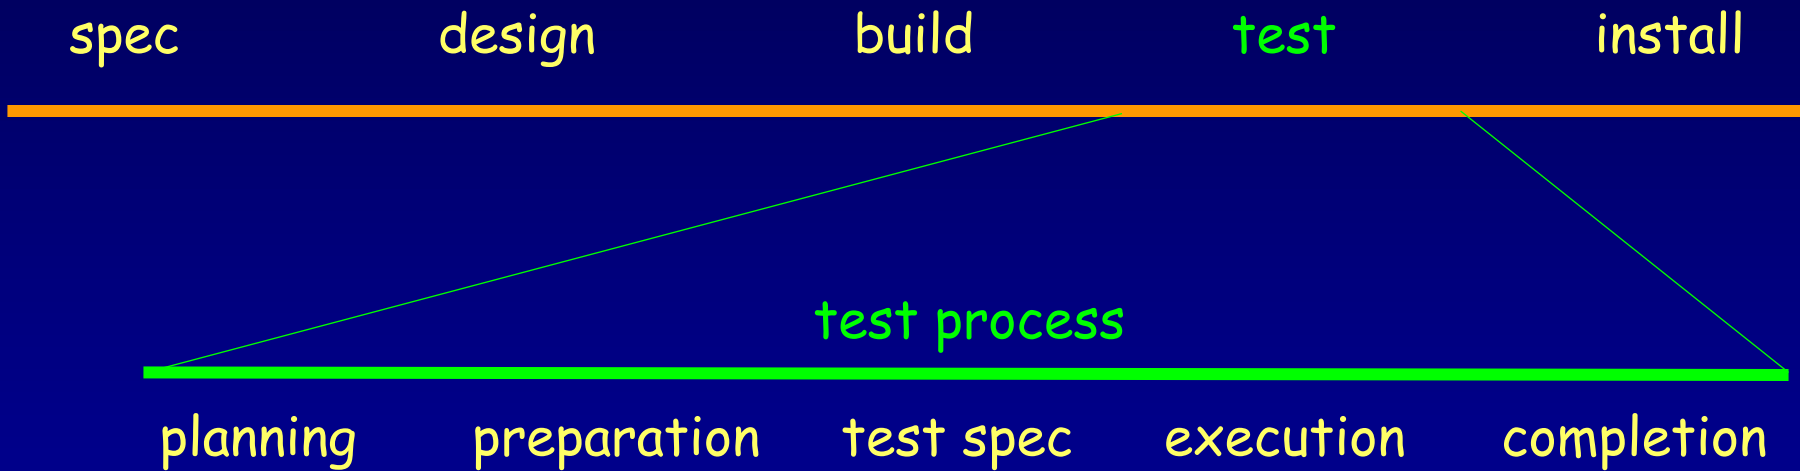 spec design build test install
test process
planning preparation test spec execution completion